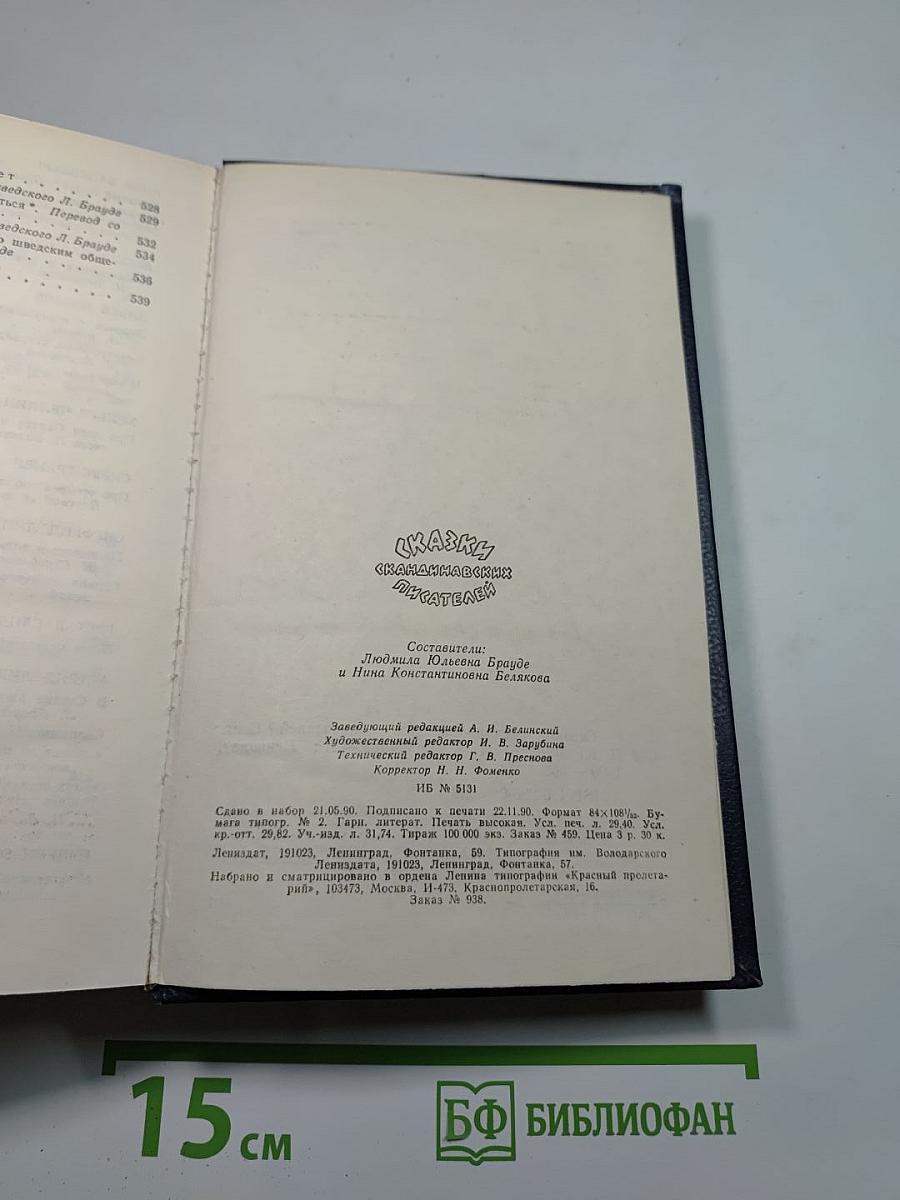 ет . . . . . . . 528
ведского Л. Брауде 529
ться". Перевод со
. . . . . . . 532
ведского Л. Брауде 534
о шведским обще-
де . . . . . . . 536
. . . . . . . 539
СКАЗКИ
СКАНДИНАВСКИХ
ПИСАТЕЛЕЙ
Составители:
Людмила Юльевна Брауде
и Нина Константиновна Белякова
Заведующий редакцией А. И. Белинский
Художественный редактор И. В. Зарубина
Технический редактор Г. В. Преснова
Корректор Н. Н. Фоменко
ИБ № 5131
Сдано в набор 21.05.90. Подписано к печати 22.11.90. Формат 84×108¹/₃₂. Бу-
мага типогр. № 2. Гарн. литерат. Печать высокая. Усл. печ. л. 29,40. Усл.
кр.-отт. 29,82. Уч.-изд. л. 31,74. Тираж 100 000 экз. Заказ № 459. Цена 3 р. 30 к.
Лениздат, 191023, Ленинград, Фонтанка, 59. Типография им. Володарского
Лениздата, 191023, Ленинград, Фонтанка, 57.
Набрано и сматрицировано в ордена Ленина типографии «Красный пролета-
рий», 103473, Москва, И-473, Краснопролетарская, 16.
Заказ № 938.
15 см
БФ БИБЛИОФАН